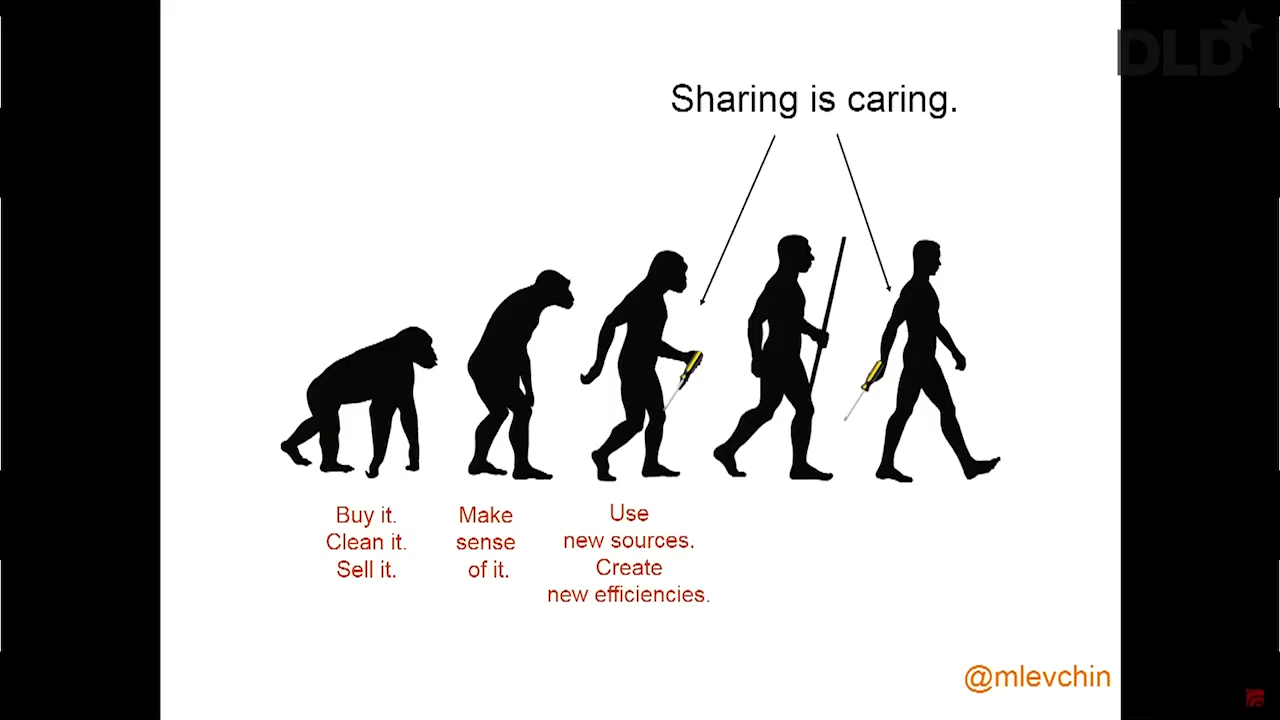 DLD
Sharing is caring.
Buy it.
Clean it.
Sell it.
Make
sense
of it.
Use
new sources.
Create
new efficiencies.
@mlevchin